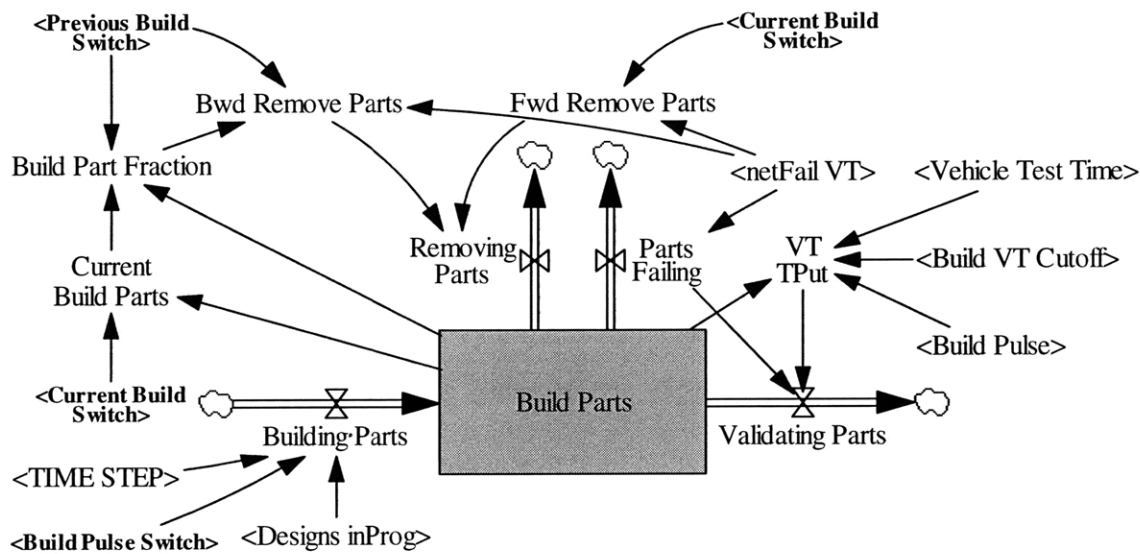 <Previous Build
Switch>
<Current Build
Switch>
Bwd Remove Parts
Fwd Remove Parts
Build Part Fraction
<netFail VT>
<Vehicle Test Time>
Removing
Parts
Parts
Failing
VT
TPut
<Build VT Cutoff>
Current
Build Parts
<Build Pulse>
<Current Build
Switch>
Build Parts
Building Parts
Validating Parts
<TIME STEP>
<Build Pulse Switch>
<Designs inProg>